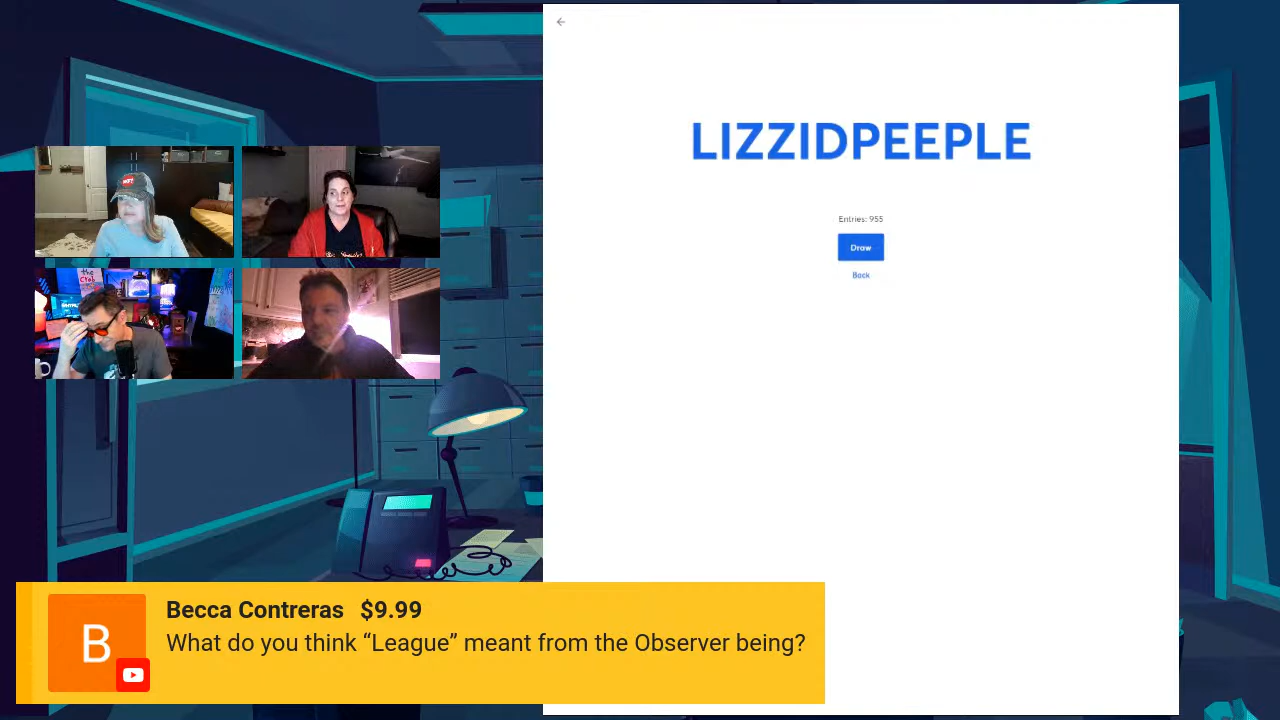 LIZZIDPEEPLE
Entries: 955
Draw
Back
the
B
Becca Contreras $9.99
What do you think “League” meant from the Observer being?